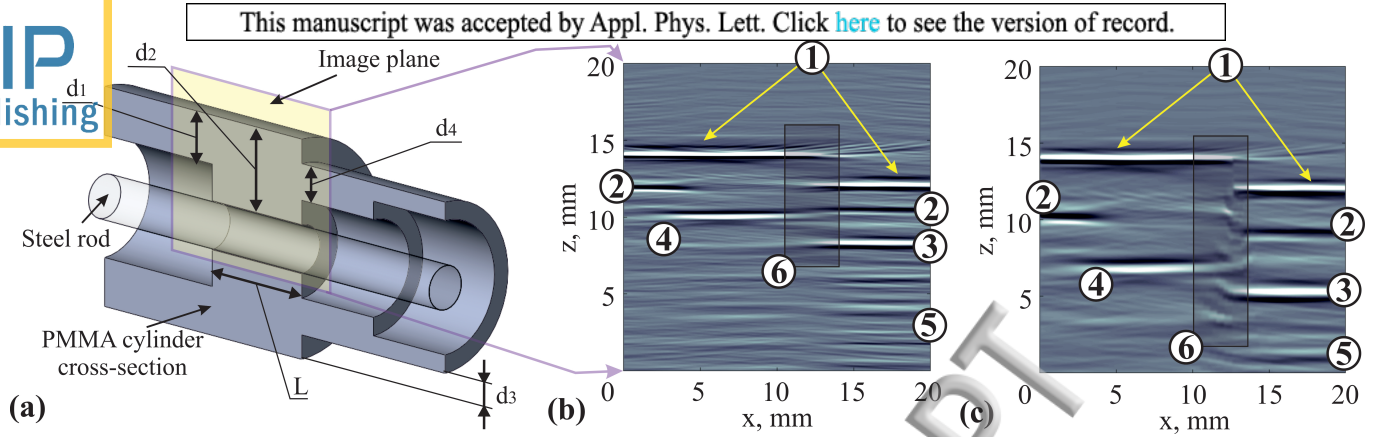 This manuscript was accepted by Appl. Phys. Lett. Click here to see the version of record.
IP
lishing
d1
d2
Image plane
d4
Steel rod
PMMA cylinder
cross-section
L
d3
(a)
z, mm
20
15
10
5
0
5
10
15
20
x, mm
1
2
2
3
4
5
6
(b)
z, mm
20
15
10
5
0
5
10
15
20
x, mm
1
2
2
3
4
5
6
(c)
PT